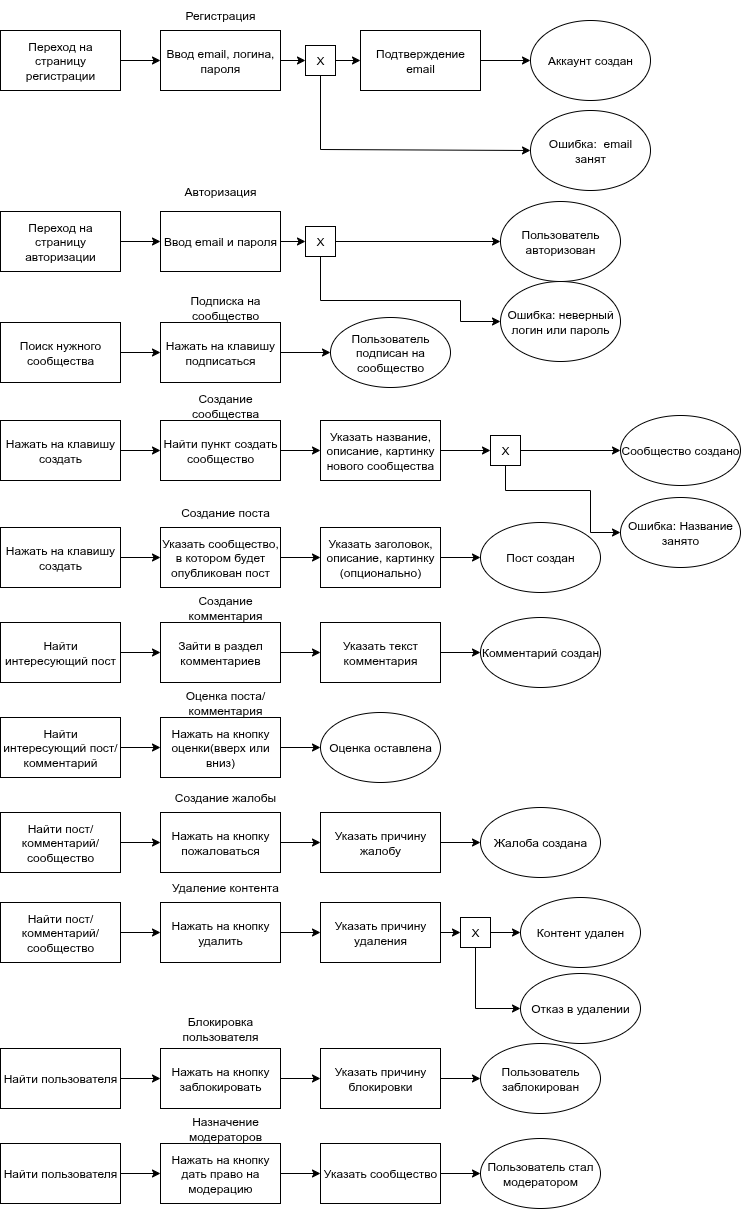 Регистрация
Переход на
страницу
регистрации
Ввод email, логина,
пароля
X
Подтверждение
email
Аккаунт создан
Ошибка:  email
занят
Авторизация
Переход на
страницу
авторизации
Ввод email и пароля
X
Пользователь
авторизован
Ошибка: неверный
логин или пароль
Подписка на
сообщество
Поиск нужного
сообщества
Нажать на клавишу
подписаться
Пользователь
подписан на
сообщество
Создание
сообщества
Нажать на клавишу
создать
Найти пункт создать
сообщество
Указать название,
описание, картинку
нового сообщества
X
Сообщество создано
Ошибка: Название
занято
Создание поста
Нажать на клавишу
создать
Указать сообщество,
в котором будет
опубликован пост
Указать заголовок,
описание, картинку
(опционально)
Пост создан
Создание
комментария
Найти
интересующий пост
Зайти в раздел
комментариев
Указать текст
комментария
Комментарий создан
Оценка поста/
комментария
Найти
интересующий пост/
комментарий
Нажать на кнопку
оценки(вверх или
вниз)
Оценка оставлена
Создание жалобы
Найти пост/
комментарий/
сообщество
Нажать на кнопку
пожаловаться
Указать причину
жалобу
Жалоба создана
Удаление контента
Найти пост/
комментарий/
сообщество
Нажать на кнопку
удалить
Указать причину
удаления
X
Контент удален
Отказ в удалении
Блокировка
пользователя
Найти пользователя
Нажать на кнопку
заблокировать
Указать причину
блокировки
Пользователь
заблокирован
Назначение
модераторов
Найти пользователя
Нажать на кнопку
дать право на
модерацию
Указать сообщество
Пользователь стал
модератором